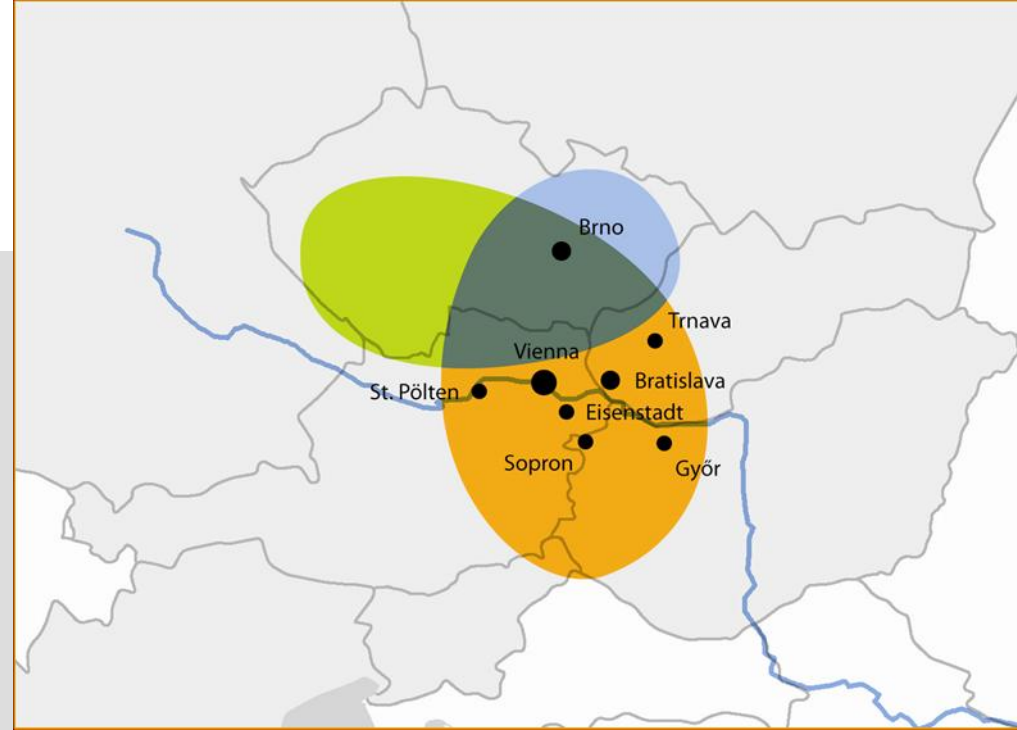 Brno
Trnava
Vienna
Bratislava
St. Pölten
Eisenstadt
Sopron
Győr